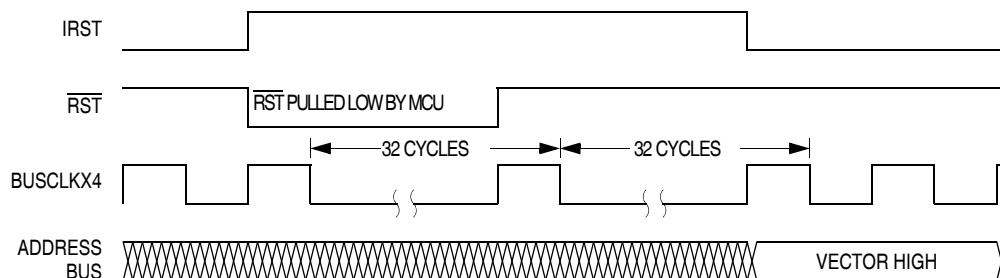 IRST
RST
RST PULLED LOW BY MCU
32 CYCLES
32 CYCLES
BUSCLKX4
ADDRESS
BUS
VECTOR HIGH